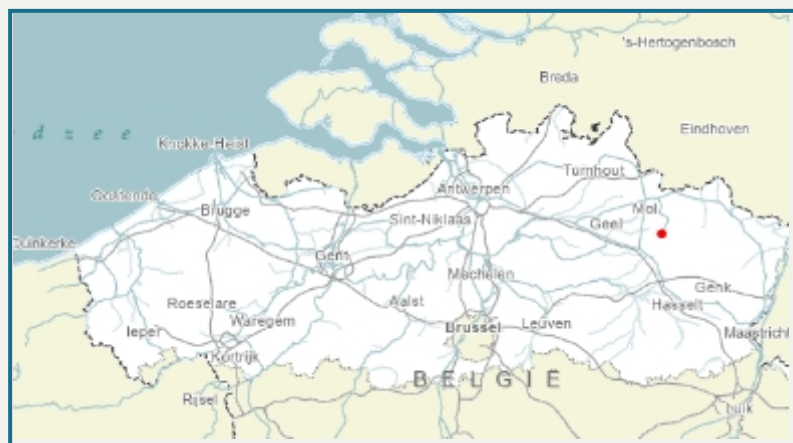 's-Hertogenbosch
Breda
dzee
Eindhoven
Knokke-Heist
Turnhout
Antwerpen
Oostende
Mol
Brugge
Sint-Niklaas
Geel
Duinkerke
Gent
Mechelen
Genk
Roeselare
Aalst
Hasselt
Waregem
Ieper
Brussel
Leuven
Maastricht
Kortrijk
BELGIË
Rijsel
Luik